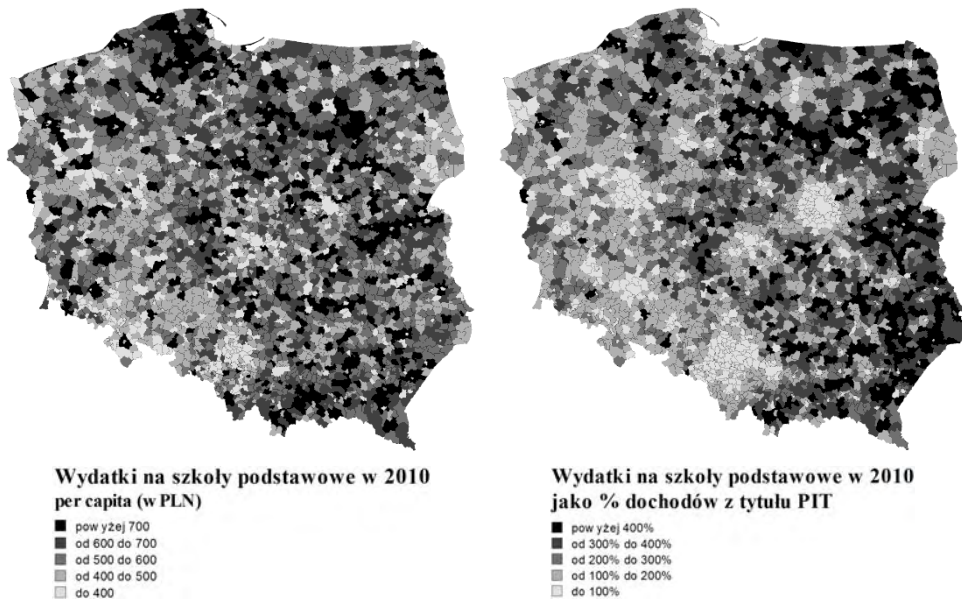 Wydatki na szkoły podstawowe w 2010
per capita (w PLN)
pow yżej 700
od 600 do 700
od 500 do 600
od 400 do 500
do 400
Wydatki na szkoły podstawowe w 2010
jako % dochodów z tytułu PIT
pow yżej 400%
od 300% do 400%
od 200% do 300%
od 100% do 200%
do 100%